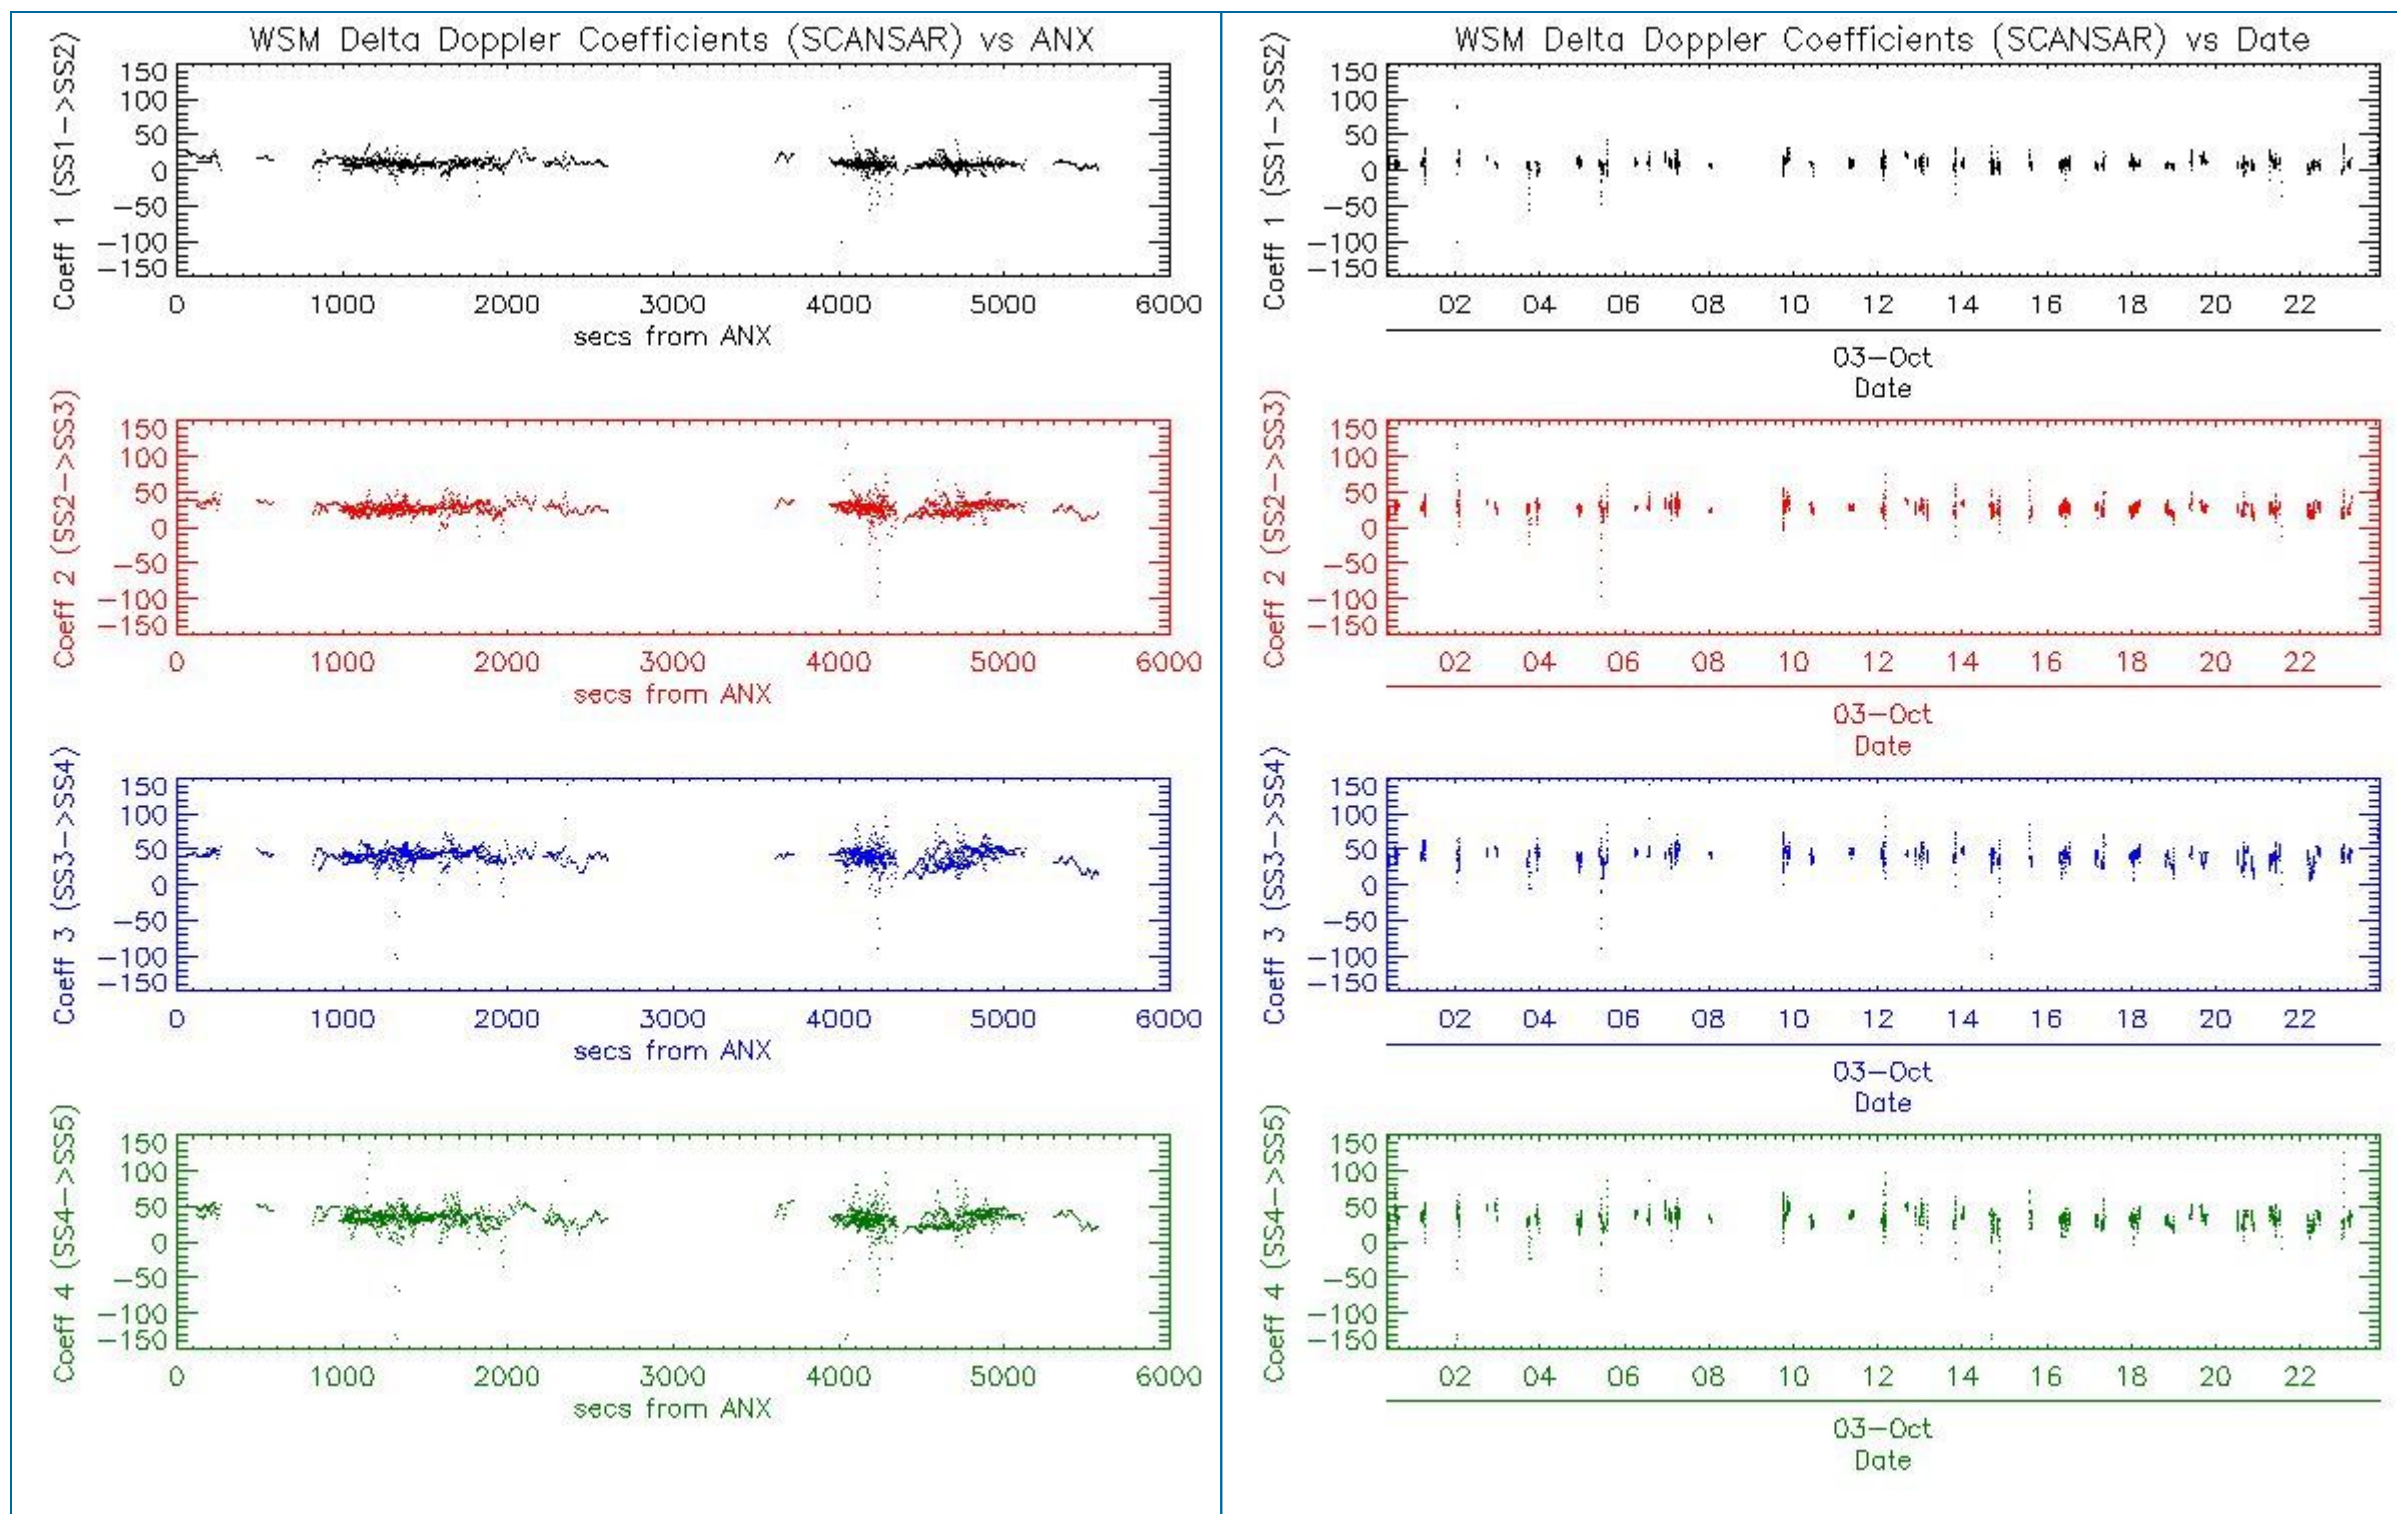 WSM Delta Doppler Coefficients (SCANSAR) vs ANX
Coeff 1 (SS1->SS2)
150
100
50
0
-50
-100
-150
0 1000 2000 3000 4000 5000 6000
secs from ANX
Coeff 2 (SS2->SS3)
150
100
50
0
-50
-100
-150
0 1000 2000 3000 4000 5000 6000
secs from ANX
Coeff 3 (SS3->SS4)
150
100
50
0
-50
-100
-150
0 1000 2000 3000 4000 5000 6000
secs from ANX
Coeff 4 (SS4->SS5)
150
100
50
0
-50
-100
-150
0 1000 2000 3000 4000 5000 6000
secs from ANX
WSM Delta Doppler Coefficients (SCANSAR) vs Date
Coeff 1 (SS1->SS2)
150
100
50
0
-50
-100
-150
02 04 06 08 10 12 14 16 18 20 22
03-Oct
Date
Coeff 2 (SS2->SS3)
150
100
50
0
-50
-100
-150
02 04 06 08 10 12 14 16 18 20 22
03-Oct
Date
Coeff 3 (SS3->SS4)
150
100
50
0
-50
-100
-150
02 04 06 08 10 12 14 16 18 20 22
03-Oct
Date
Coeff 4 (SS4->SS5)
150
100
50
0
-50
-100
-150
02 04 06 08 10 12 14 16 18 20 22
03-Oct
Date